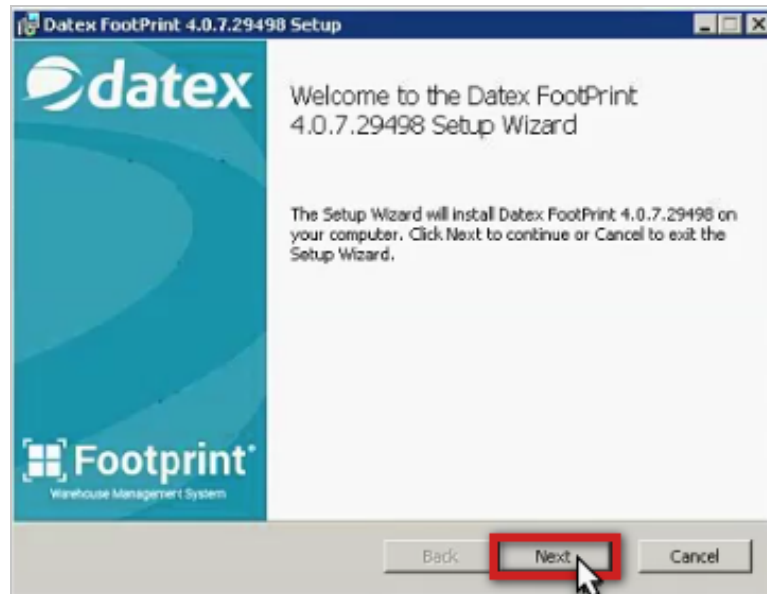 Datex FootPrint 4.0.7.29498 Setup
datex
Welcome to the Datex FootPrint
4.0.7.29498 Setup Wizard
The Setup Wizard will install Datex FootPrint 4.0.7.29498 on
your computer. Click Next to continue or Cancel to exit the
Setup Wizard.
Footprint
Warehouse Management System
Back Next Cancel